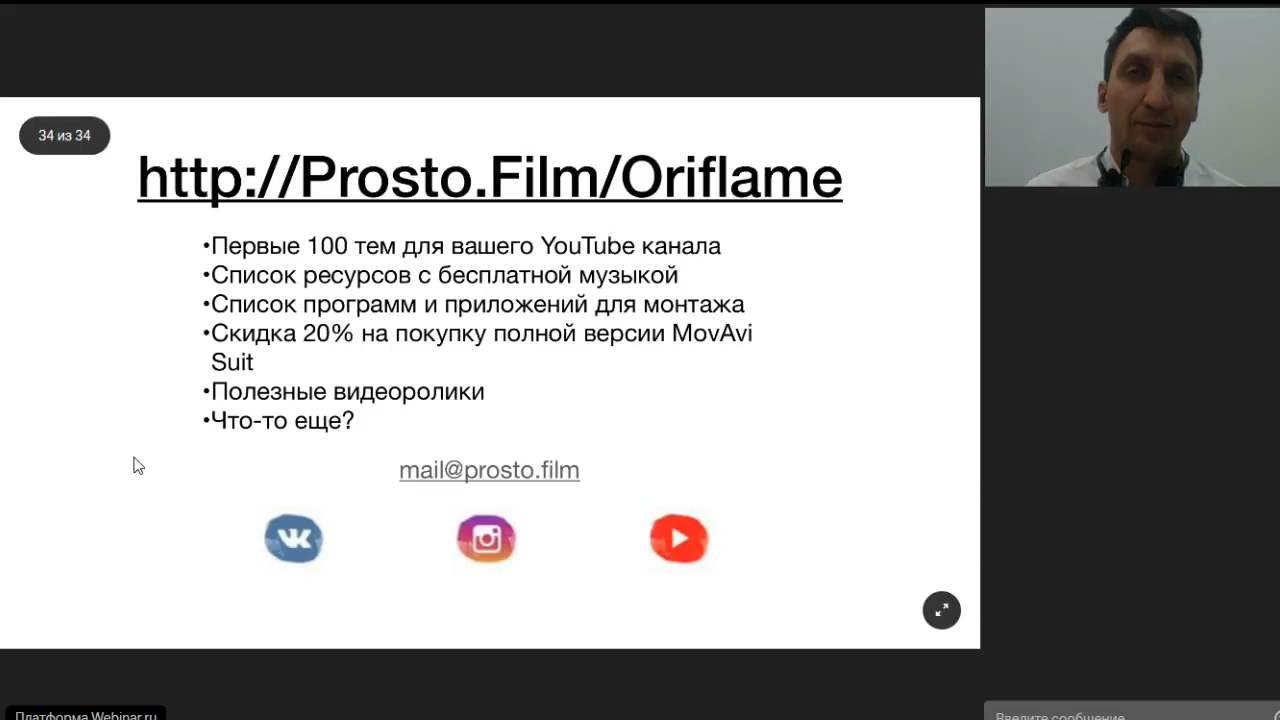 34 из 34
http://Prosto.Film/Oriflame
•Первые 100 тем для вашего YouTube канала
•Список ресурсов с бесплатной музыкой
•Список программ и приложений для монтажа
•Скидка 20% на покупку полной версии MovAvi
Suit
•Полезные видеоролики
•Что-то еще?
mail@prosto.film
Платформа Webinar.ru
Введите сообщение